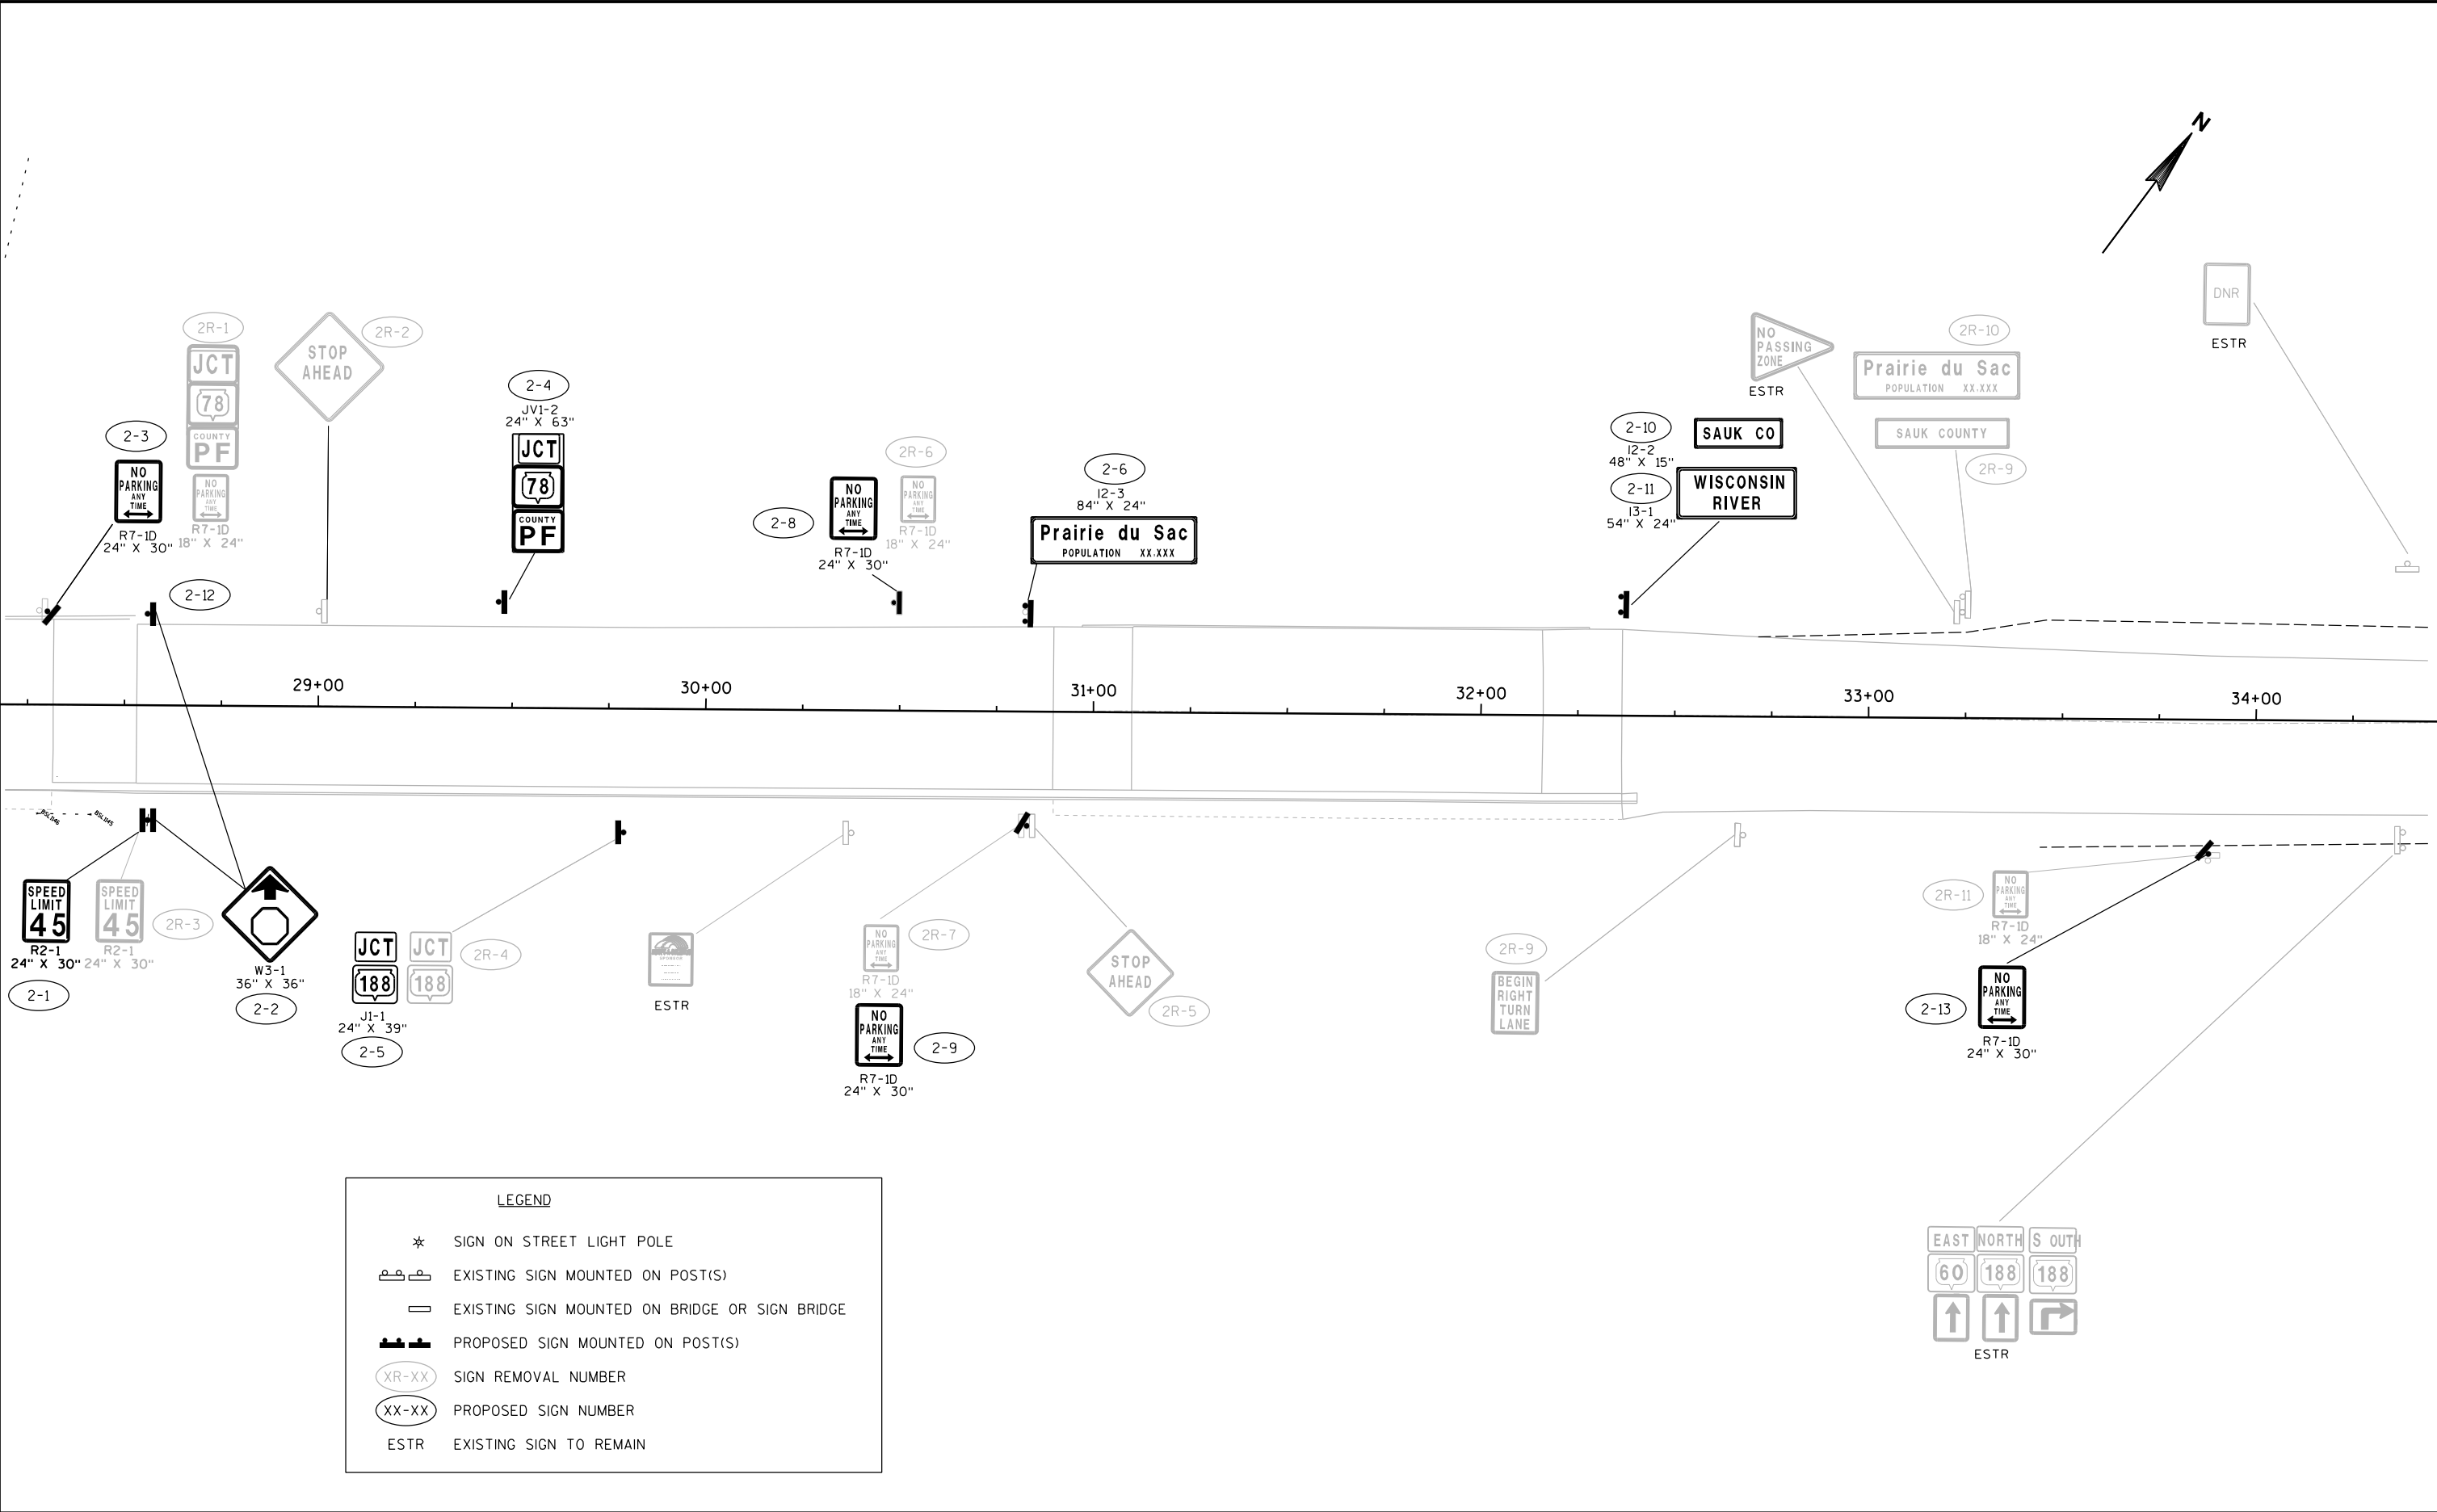 N
DNR
ESTR
2R-1
JCT
78
COUNTY
PF
NO
PARKING
ANY
TIME
R7-1D
18" X 24"
2R-2
STOP
AHEAD
2-3
NO
PARKING
ANY
TIME
R7-1D
24" X 30"
2-12
2-4
JV1-2
24" X 63"
JCT
78
COUNTY
PF
2-8
NO
PARKING
ANY
TIME
R7-1D
24" X 30"
2R-6
NO
PARKING
ANY
TIME
R7-1D
18" X 24"
2-6
I2-3
84" X 24"
Prairie du Sac
POPULATION XX.XXX
2-10
I2-2
48" X 15"
SAUK CO
2-11
I3-1
54" X 24"
WISCONSIN
RIVER
NO
PASSING
ZONE
ESTR
2R-10
Prairie du Sac
POPULATION XX.XXX
SAUK COUNTY
2R-9
29+00
30+00
31+00
32+00
33+00
34+00
SPEED
LIMIT
45
R2-1
24" X 30"
2-1
SPEED
LIMIT
45
R2-1
24" X 30"
2R-3
W3-1
36" X 36"
2-2
JCT
188
J1-1
24" X 39"
2-5
JCT
188
2R-4
ESTR
NO
PARKING
ANY
TIME
R7-1D
18" X 24"
2R-7
NO
PARKING
ANY
TIME
R7-1D
24" X 30"
2-9
STOP
AHEAD
2R-5
2R-9
BEGIN
RIGHT
TURN
LANE
2R-11
NO
PARKING
ANY
TIME
R7-1D
18" X 24"
2-13
NO
PARKING
ANY
TIME
R7-1D
24" X 30"
EAST NORTH S OUTH
60 188 188
ESTR
LEGEND
SIGN ON STREET LIGHT POLE
EXISTING SIGN MOUNTED ON POST(S)
EXISTING SIGN MOUNTED ON BRIDGE OR SIGN BRIDGE
PROPOSED SIGN MOUNTED ON POST(S)
XR-XX SIGN REMOVAL NUMBER
XX-XX PROPOSED SIGN NUMBER
ESTR EXISTING SIGN TO REMAIN